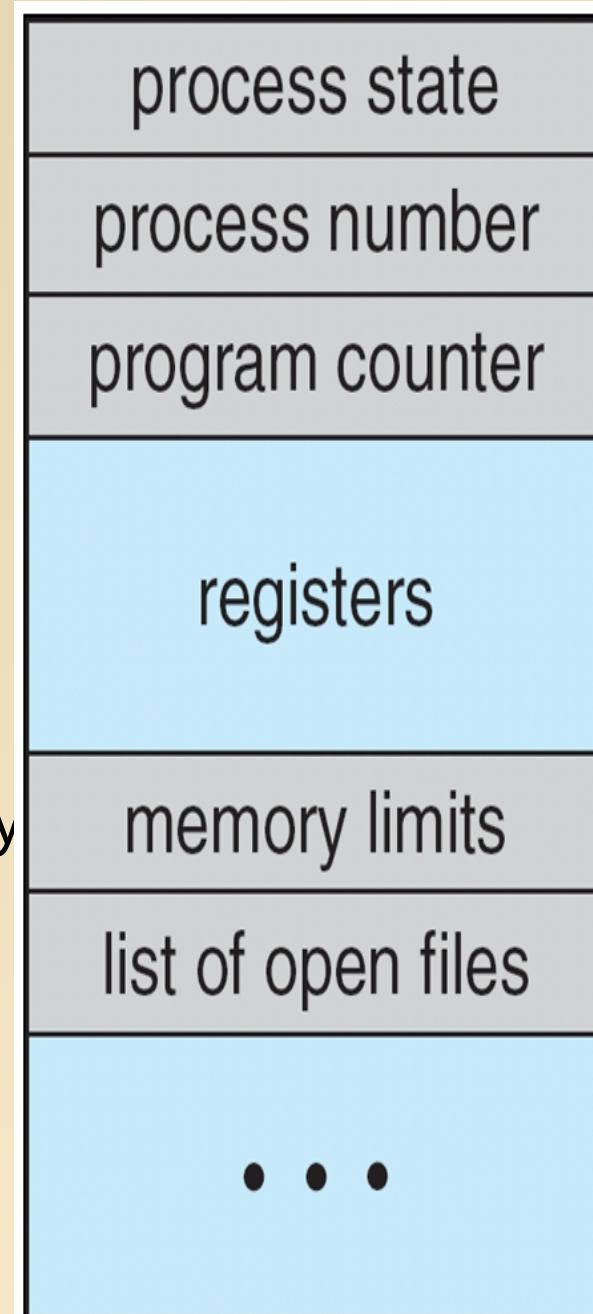 process state
process number
program counter
registers
y
memory limits
list of open files
• • •